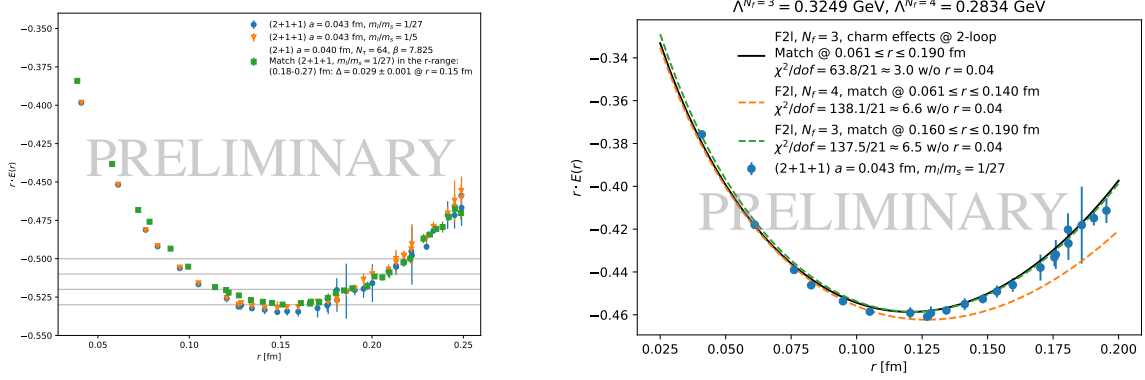 (2+1+1) a = 0.043 fm, m_l/m_s = 1/27
(2+1+1) a = 0.043 fm, m_l/m_s = 1/5
(2+1) a = 0.040 fm, N_τ = 64, β = 7.825
Match (2+1+1, m_l/m_s = 1/27) in the r-range:
(0.18-0.27) fm: Δ = 0.029 ± 0.001 @ r = 0.15 fm
PRELIMINARY
−0.350
−0.375
−0.400
−0.425
−0.450
−0.475
−0.500
−0.525
−0.550
r · E(r)
0.05 0.10 0.15 0.20 0.25
r [fm]
Λ^{N_f=3} = 0.3249 GeV, Λ^{N_f=4} = 0.2834 GeV
F2l, N_f = 3, charm effects @ 2-loop
Match @ 0.061 ≤ r ≤ 0.190 fm
χ²/dof = 63.8/21 ≈ 3.0 w/o r = 0.04
F2l, N_f = 4, match @ 0.061 ≤ r ≤ 0.140 fm
χ²/dof = 138.1/21 ≈ 6.6 w/o r = 0.04
F2l, N_f = 3, match @ 0.160 ≤ r ≤ 0.190 fm
χ²/dof = 137.5/21 ≈ 6.5 w/o r = 0.04
(2+1+1) a = 0.043 fm, m_l/m_s = 1/27
PRELIMINARY
−0.34
−0.36
−0.38
−0.40
−0.42
−0.44
−0.46
r · E(r)
0.025 0.050 0.075 0.100 0.125 0.150 0.175 0.200
r [fm]